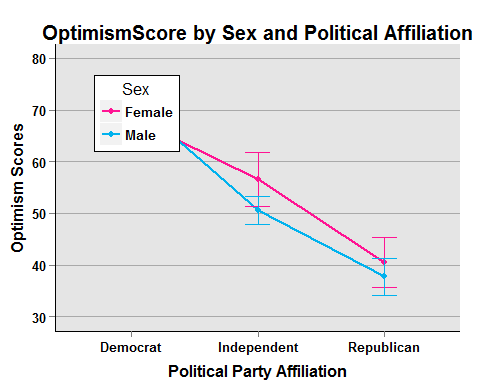 OptimismScore by Sex and Political Affiliation
80
70
60
50
40
30
Optimism Scores
Sex
Female
Male
Democrat Independent Republican
Political Party Affiliation